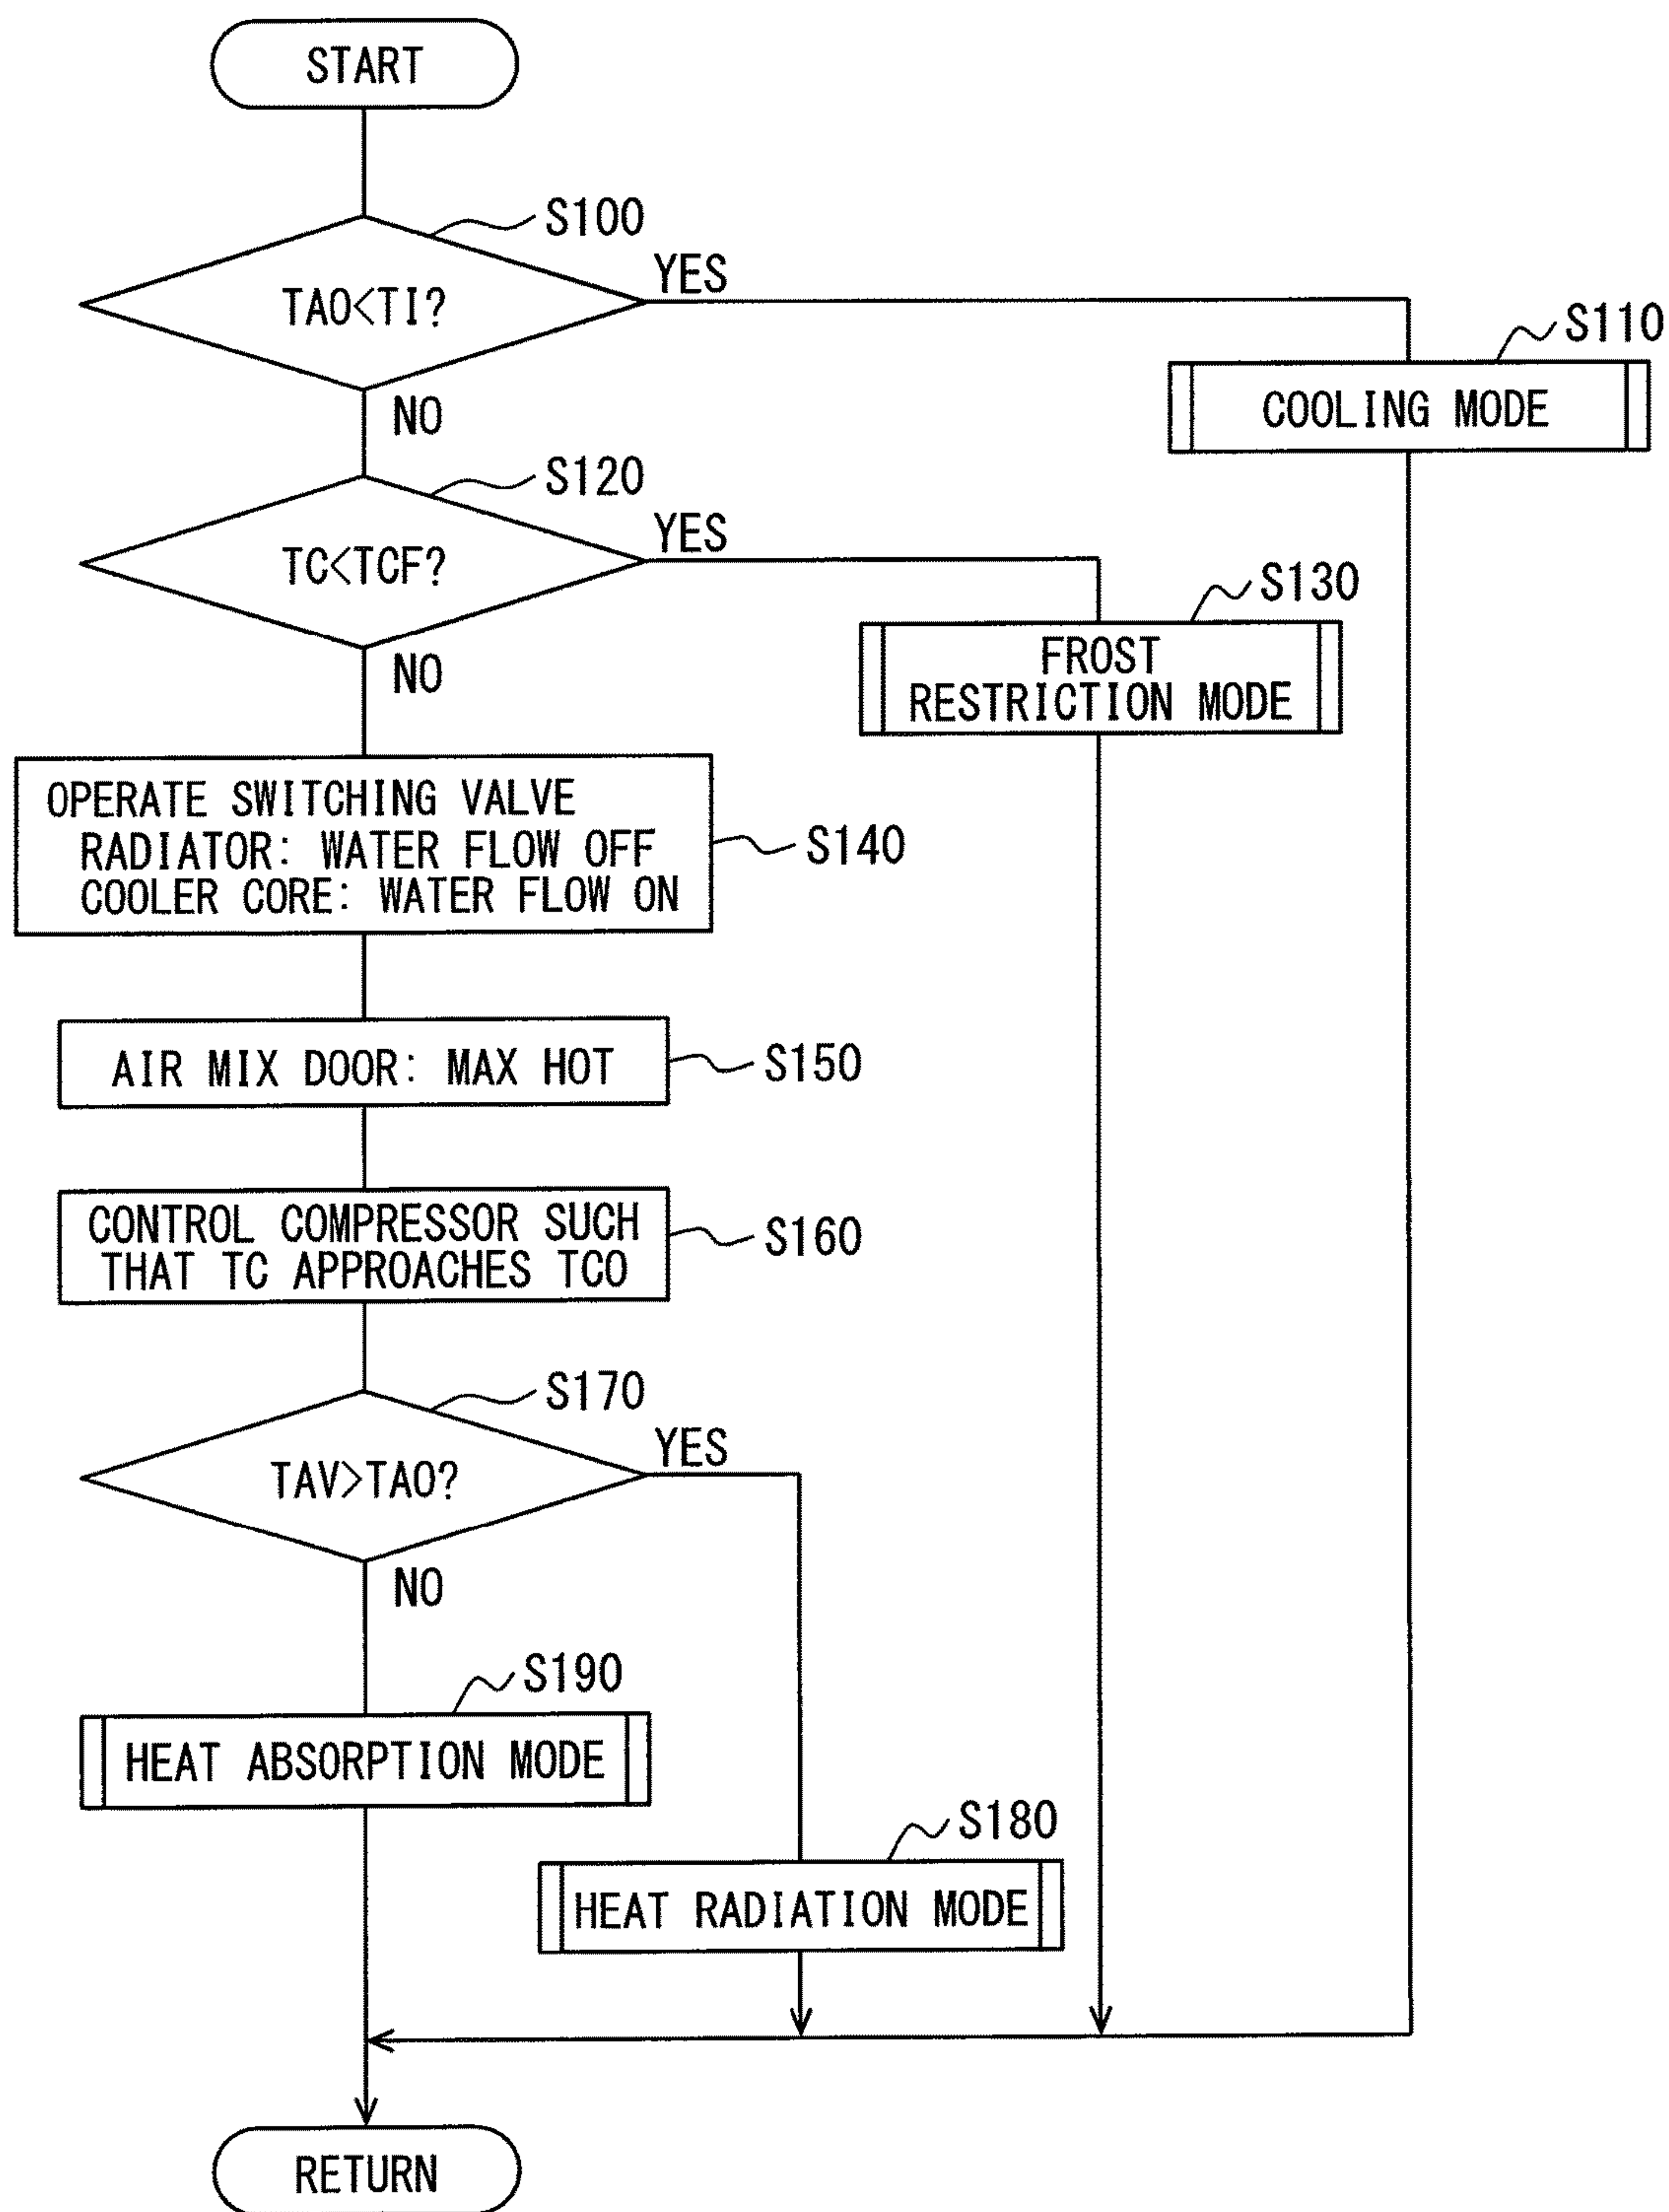 START
S100
TAO<TI?
YES
S110
COOLING MODE
NO
S120
TC<TCF?
YES
S130
FROST
RESTRICTION MODE
NO
OPERATE SWITCHING VALVE
RADIATOR: WATER FLOW OFF
COOLER CORE: WATER FLOW ON
S140
AIR MIX DOOR: MAX HOT
S150
CONTROL COMPRESSOR SUCH
THAT TC APPROACHES TCO
S160
S170
TAV>TAO?
YES
NO
S190
HEAT ABSORPTION MODE
S180
HEAT RADIATION MODE
RETURN